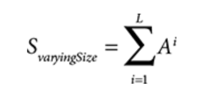 S_{varyingSize} = \sum_{i=1}^{L} A^i